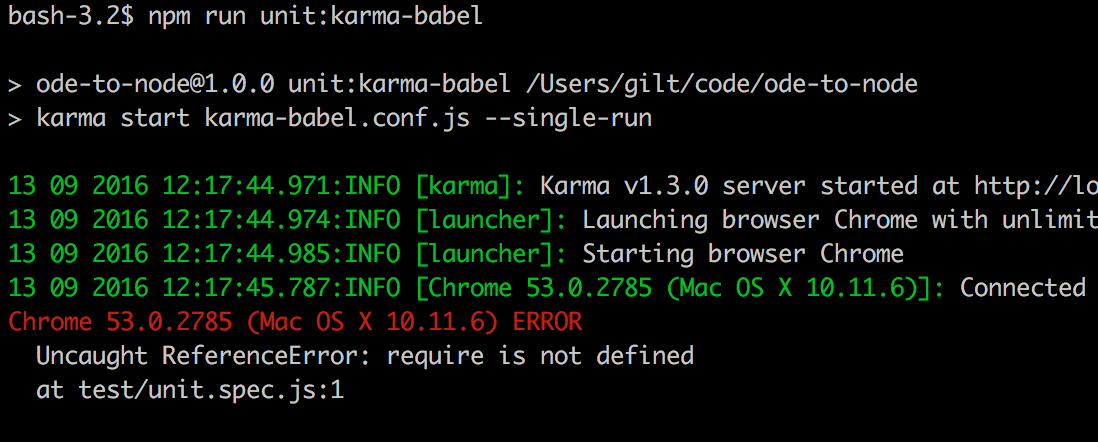 bash-3.2$ npm run unit:karma-babel
> ode-to-node@1.0.0 unit:karma-babel /Users/gilt/code/ode-to-node
> karma start karma-babel.conf.js --single-run
13 09 2016 12:17:44.971:INFO [karma]: Karma v1.3.0 server started at http://lo
13 09 2016 12:17:44.974:INFO [launcher]: Launching browser Chrome with unlimit
13 09 2016 12:17:44.985:INFO [launcher]: Starting browser Chrome
13 09 2016 12:17:45.787:INFO [Chrome 53.0.2785 (Mac OS X 10.11.6)]: Connected
Chrome 53.0.2785 (Mac OS X 10.11.6) ERROR
Uncaught ReferenceError: require is not defined
at test/unit.spec.js:1